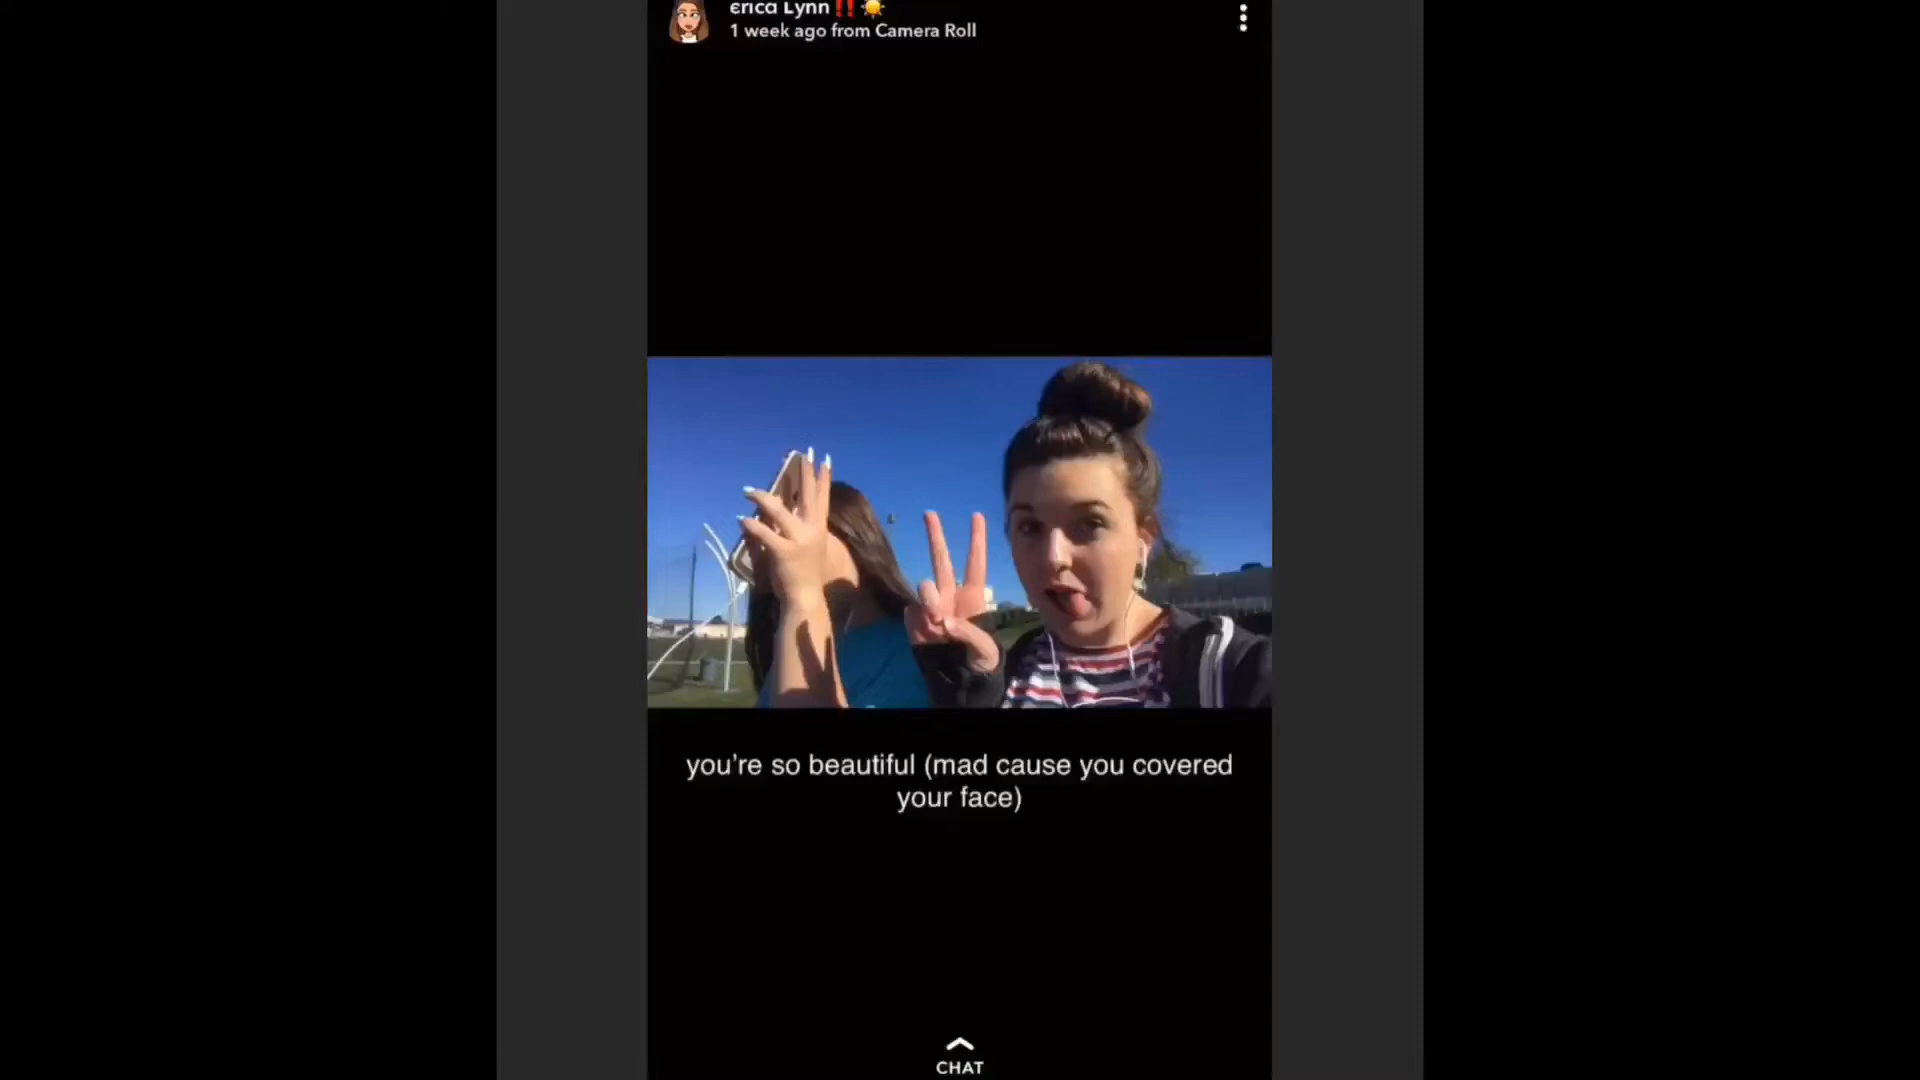 erica Lynn‼️☀️
1 week ago from Camera Roll
you're so beautiful (mad cause you covered
your face)
CHAT